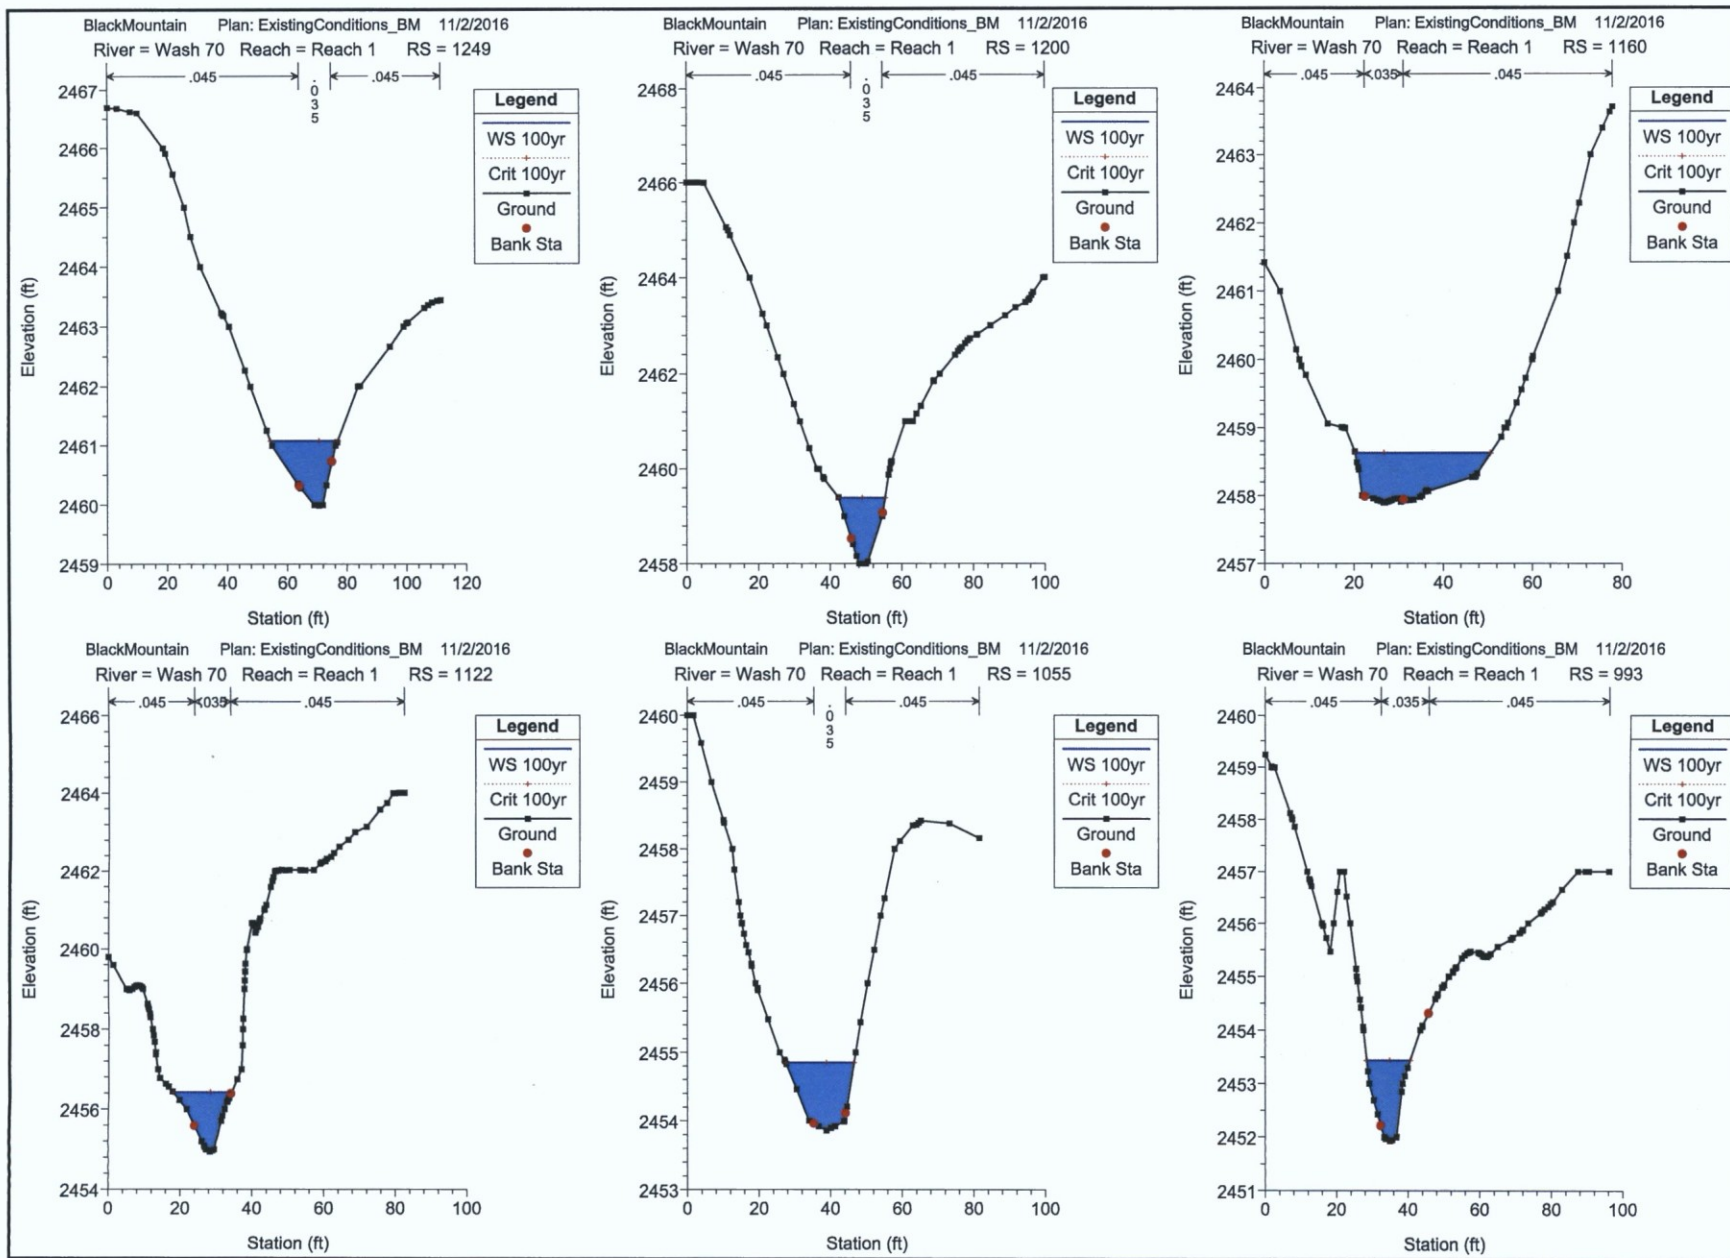 BlackMountain Plan: ExistingConditions_BM 11/2/2016
River = Wash 70 Reach = Reach 1 RS = 1249
.045 .035 .045
Legend
WS 100yr
Crit 100yr
Ground
Bank Sta
2467
2466
2465
2464
2463
2462
2461
2460
2459
Elevation (ft)
0 20 40 60 80 100 120
Station (ft)
BlackMountain Plan: ExistingConditions_BM 11/2/2016
River = Wash 70 Reach = Reach 1 RS = 1200
.045 .035 .045
Legend
WS 100yr
Crit 100yr
Ground
Bank Sta
2468
2466
2464
2462
2460
2458
Elevation (ft)
0 20 40 60 80 100
Station (ft)
BlackMountain Plan: ExistingConditions_BM 11/2/2016
River = Wash 70 Reach = Reach 1 RS = 1160
.045 .035 .045
Legend
WS 100yr
Crit 100yr
Ground
Bank Sta
2464
2463
2462
2461
2460
2459
2458
2457
Elevation (ft)
0 20 40 60 80
Station (ft)
BlackMountain Plan: ExistingConditions_BM 11/2/2016
River = Wash 70 Reach = Reach 1 RS = 1122
.045 .035 .045
Legend
WS 100yr
Crit 100yr
Ground
Bank Sta
2466
2464
2462
2460
2458
2456
2454
Elevation (ft)
0 20 40 60 80 100
Station (ft)
BlackMountain Plan: ExistingConditions_BM 11/2/2016
River = Wash 70 Reach = Reach 1 RS = 1055
.045 .035 .045
Legend
WS 100yr
Crit 100yr
Ground
Bank Sta
2460
2459
2458
2457
2456
2455
2454
2453
Elevation (ft)
0 20 40 60 80 100
Station (ft)
BlackMountain Plan: ExistingConditions_BM 11/2/2016
River = Wash 70 Reach = Reach 1 RS = 993
.045 .035 .045
Legend
WS 100yr
Crit 100yr
Ground
Bank Sta
2460
2459
2458
2457
2456
2455
2454
2453
2452
2451
Elevation (ft)
0 20 40 60 80 100
Station (ft)